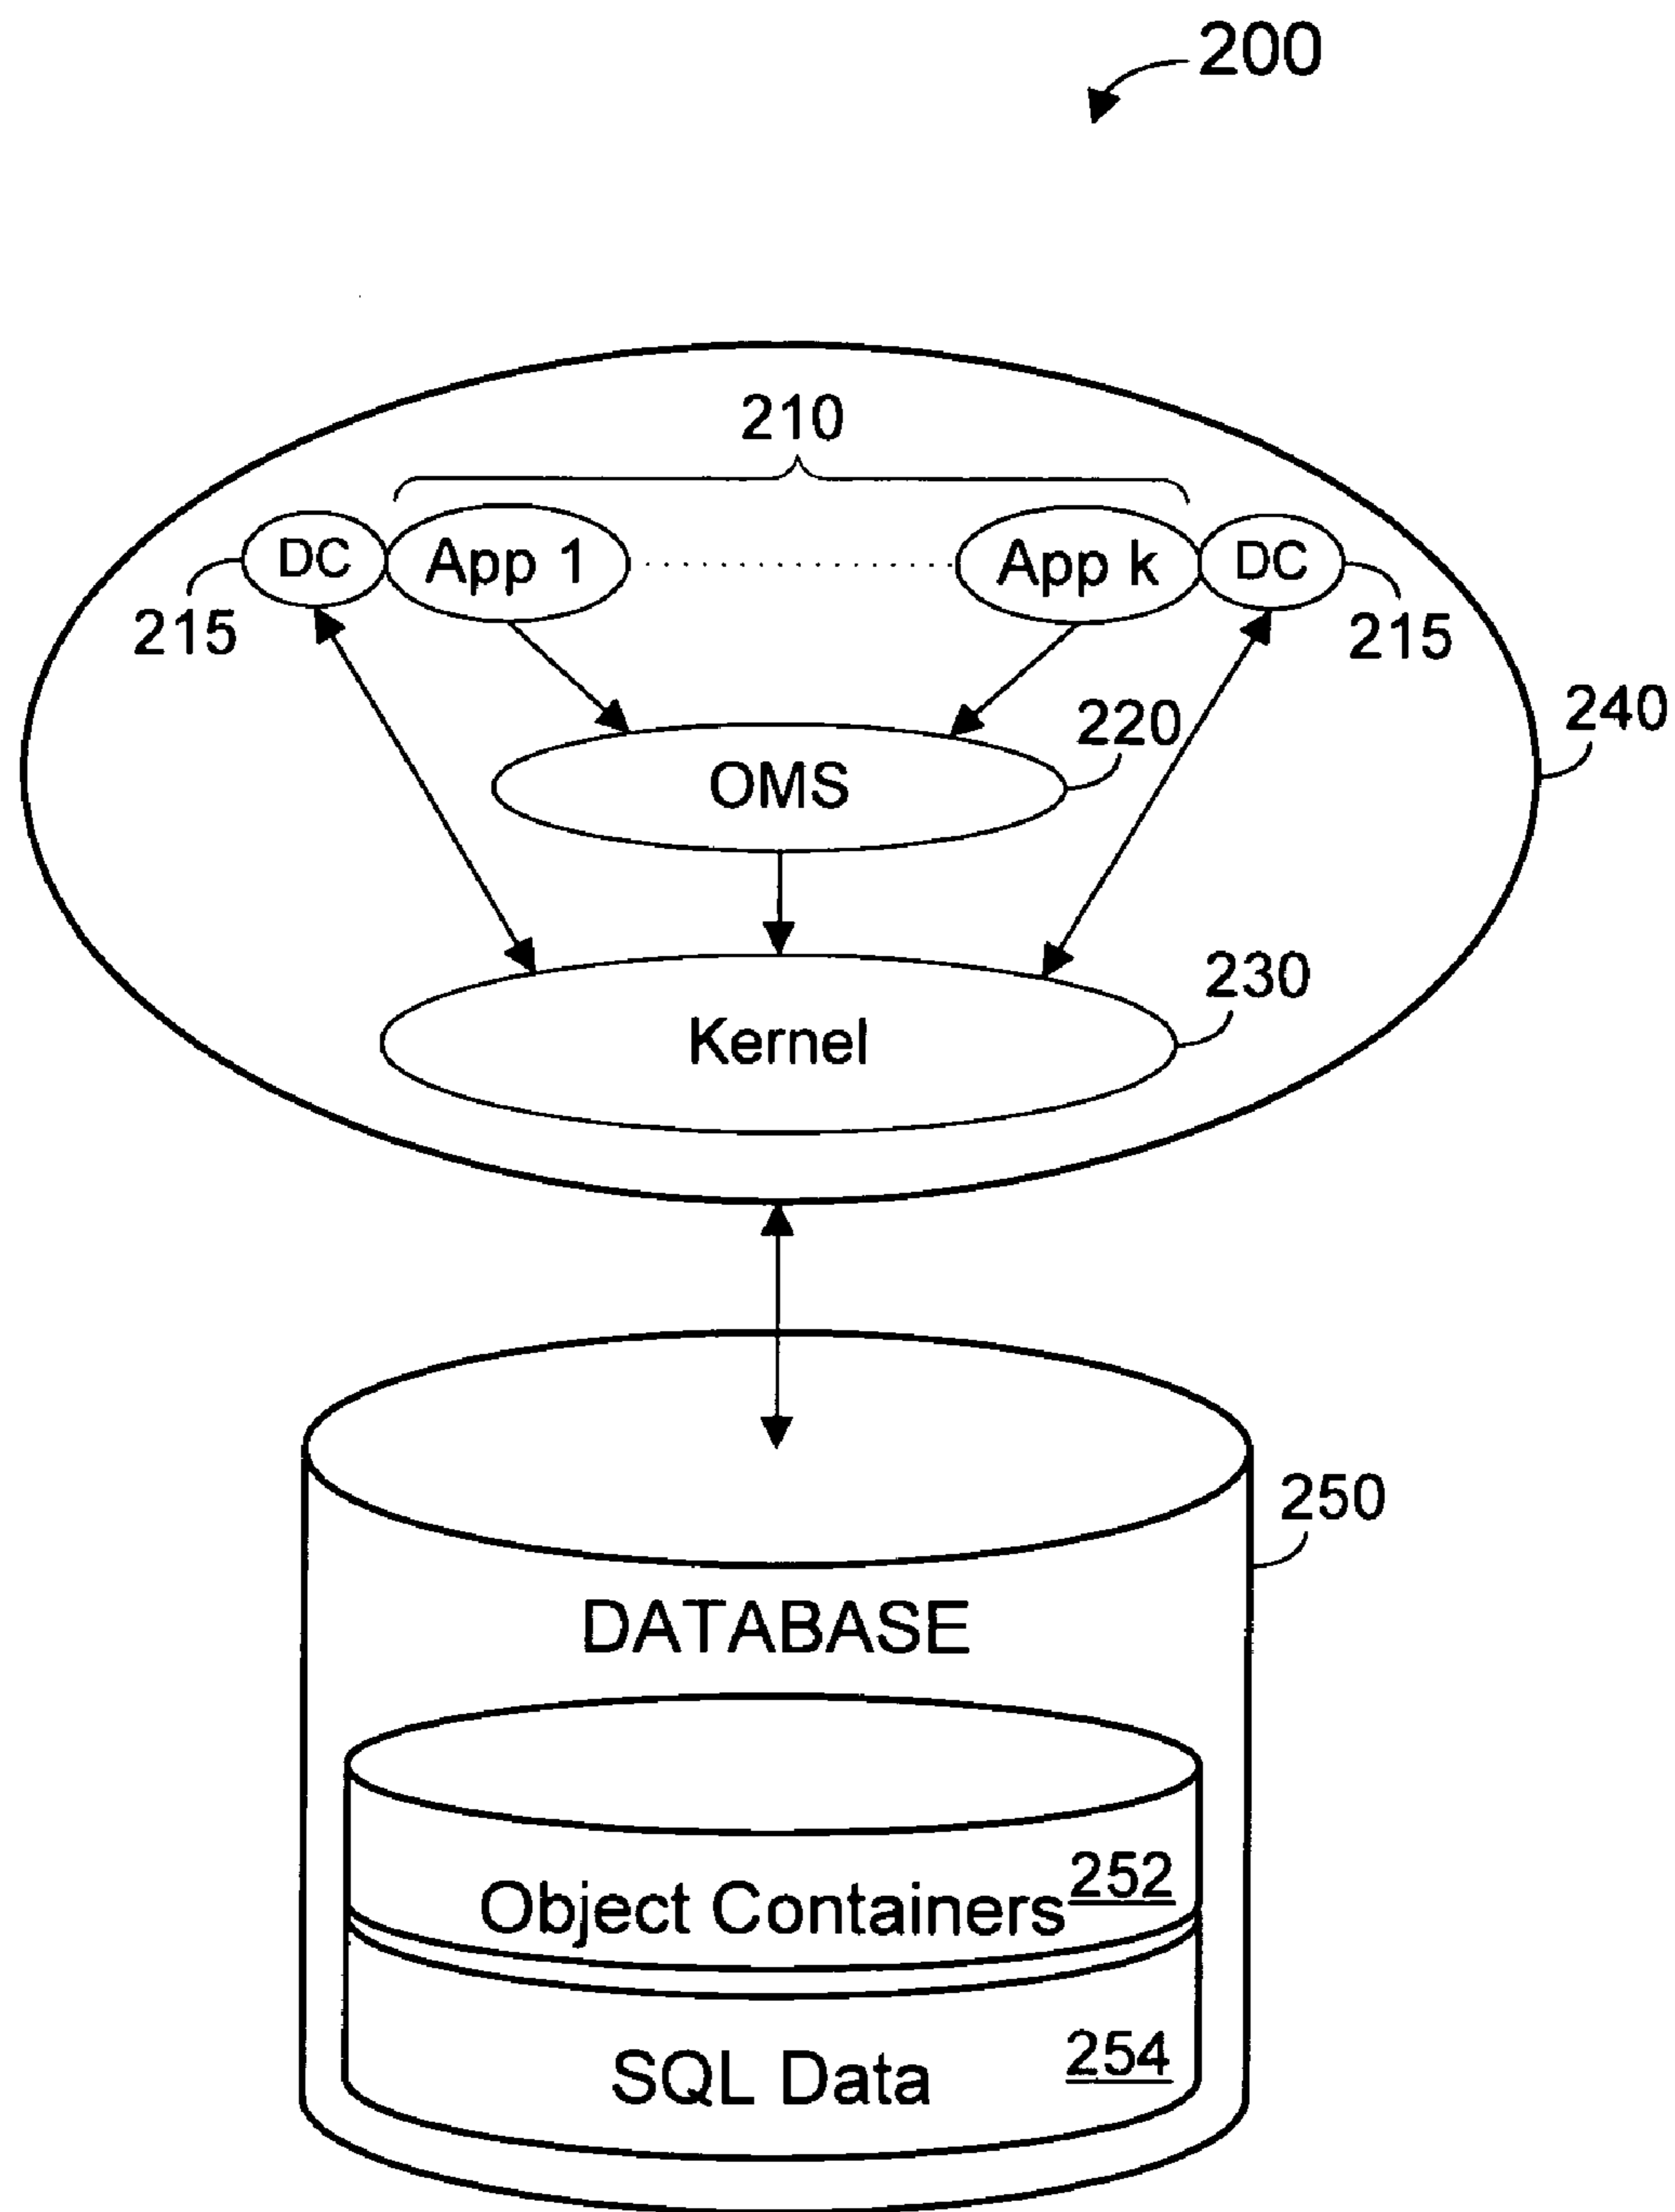 200
210
DC App 1 App k DC
215 215
240
220
OMS
230
Kernel
250
DATABASE
Object Containers 252
SQL Data 254